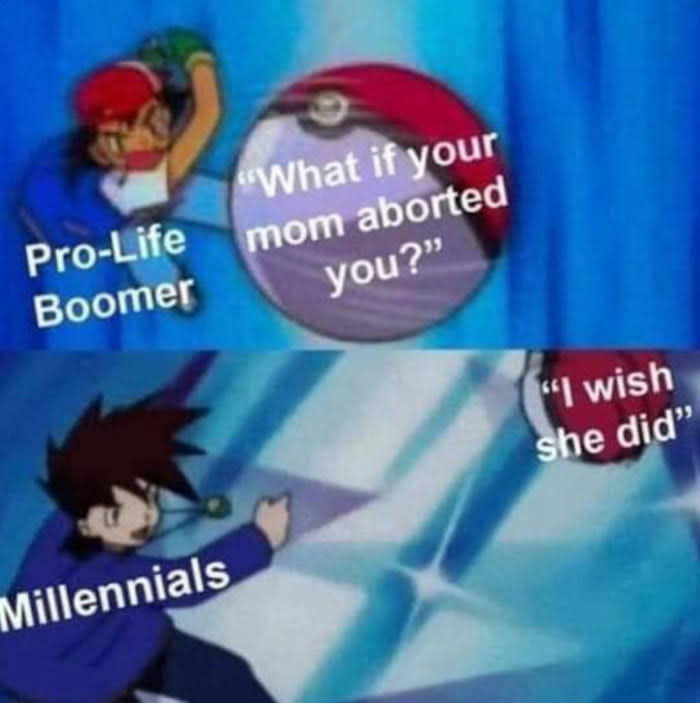 “What if your
mom aborted
you?”
Pro-Life
Boomer
“I wish
she did”
Millennials